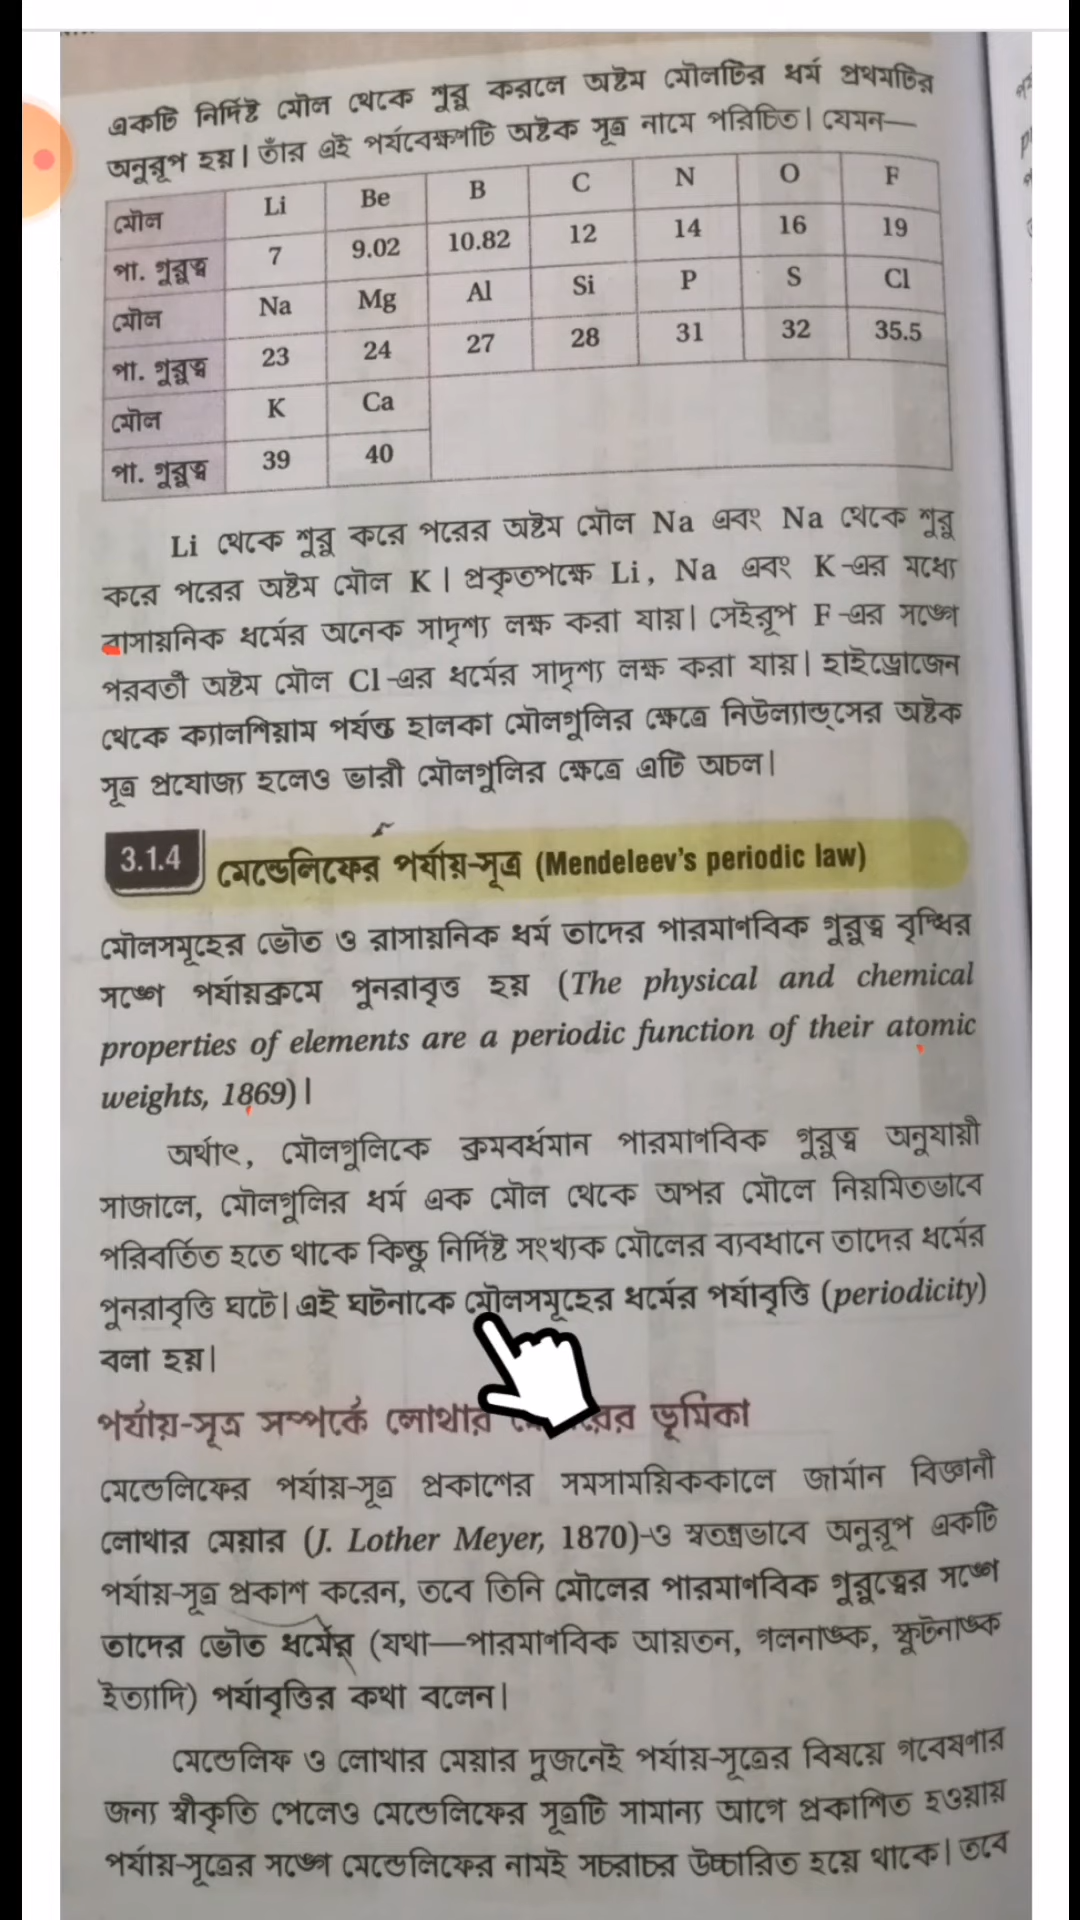 একটি নির্দিষ্ট মৌল থেকে শুরু করলে অষ্টম মৌলটির ধর্ম প্রথমটির
অনুরূপ হয়। তাঁর এই পর্যবেক্ষণটি অষ্টক সূত্র নামে পরিচিত। যেমন—
মৌল Li Be B C N O F
পা. গুরুত্ব 7 9.02 10.82 12 14 16 19
মৌল Na Mg Al Si P S Cl
পা. গুরুত্ব 23 24 27 28 31 32 35.5
মৌল K Ca
পা. গুরুত্ব 39 40
Li থেকে শুরু করে পরের অষ্টম মৌল Na এবং Na থেকে শুরু
করে পরের অষ্টম মৌল K। প্রকৃতপক্ষে Li, Na এবং K-এর মধ্যে
রাসায়নিক ধর্মের অনেক সাদৃশ্য লক্ষ করা যায়। সেইরূপ F-এর সঙ্গে
পরবর্তী অষ্টম মৌল Cl-এর ধর্মের সাদৃশ্য লক্ষ করা যায়। হাইড্রোজেন
থেকে ক্যালশিয়াম পর্যন্ত হালকা মৌলগুলির ক্ষেত্রে নিউল্যান্ড্‌সের অষ্টক
সূত্র প্রযোজ্য হলেও ভারী মৌলগুলির ক্ষেত্রে এটি অচল।
3.1.4 মেন্ডেলিফের পর্যায়-সূত্র (Mendeleev's periodic law)
মৌলসমূহের ভৌত ও রাসায়নিক ধর্ম তাদের পারমাণবিক গুরুত্ব বৃদ্ধির
সঙ্গে পর্যায়ক্রমে পুনরাবৃত্ত হয় (The physical and chemical
properties of elements are a periodic function of their atomic
weights, 1869)।
অর্থাৎ, মৌলগুলিকে ক্রমবর্ধমান পারমাণবিক গুরুত্ব অনুযায়ী
সাজালে, মৌলগুলির ধর্ম এক মৌল থেকে অপর মৌলে নিয়মিতভাবে
পরিবর্তিত হতে থাকে কিন্তু নির্দিষ্ট সংখ্যক মৌলের ব্যবধানে তাদের ধর্মের
পুনরাবৃত্তি ঘটে। এই ঘটনাকে মৌলসমূহের ধর্মের পর্যাবৃত্তি (periodicity)
বলা হয়।
পর্যায়-সূত্র সম্পর্কে লোথার ভূমিকা
মেন্ডেলিফের পর্যায়-সূত্র প্রকাশের সমসাময়িককালে জার্মান বিজ্ঞানী
লোথার মেয়ার (J. Lother Meyer, 1870)-ও স্বতন্ত্রভাবে অনুরূপ একটি
পর্যায়-সূত্র প্রকাশ করেন, তবে তিনি মৌলের পারমাণবিক গুরুত্বের সঙ্গে
তাদের ভৌত ধর্মের (যথা—পারমাণবিক আয়তন, গলনাঙ্ক, স্ফুটনাঙ্ক
ইত্যাদি) পর্যাবৃত্তির কথা বলেন।
মেন্ডেলিফ ও লোথার মেয়ার দুজনেই পর্যায়-সূত্রের বিষয়ে গবেষণার
জন্য স্বীকৃতি পেলেও মেন্ডেলিফের সূত্রটি সামান্য আগে প্রকাশিত হওয়ায়
পর্যায়-সূত্রের সঙ্গে মেন্ডেলিফের নামই সচরাচর উচ্চারিত হয়ে থাকে। তবে